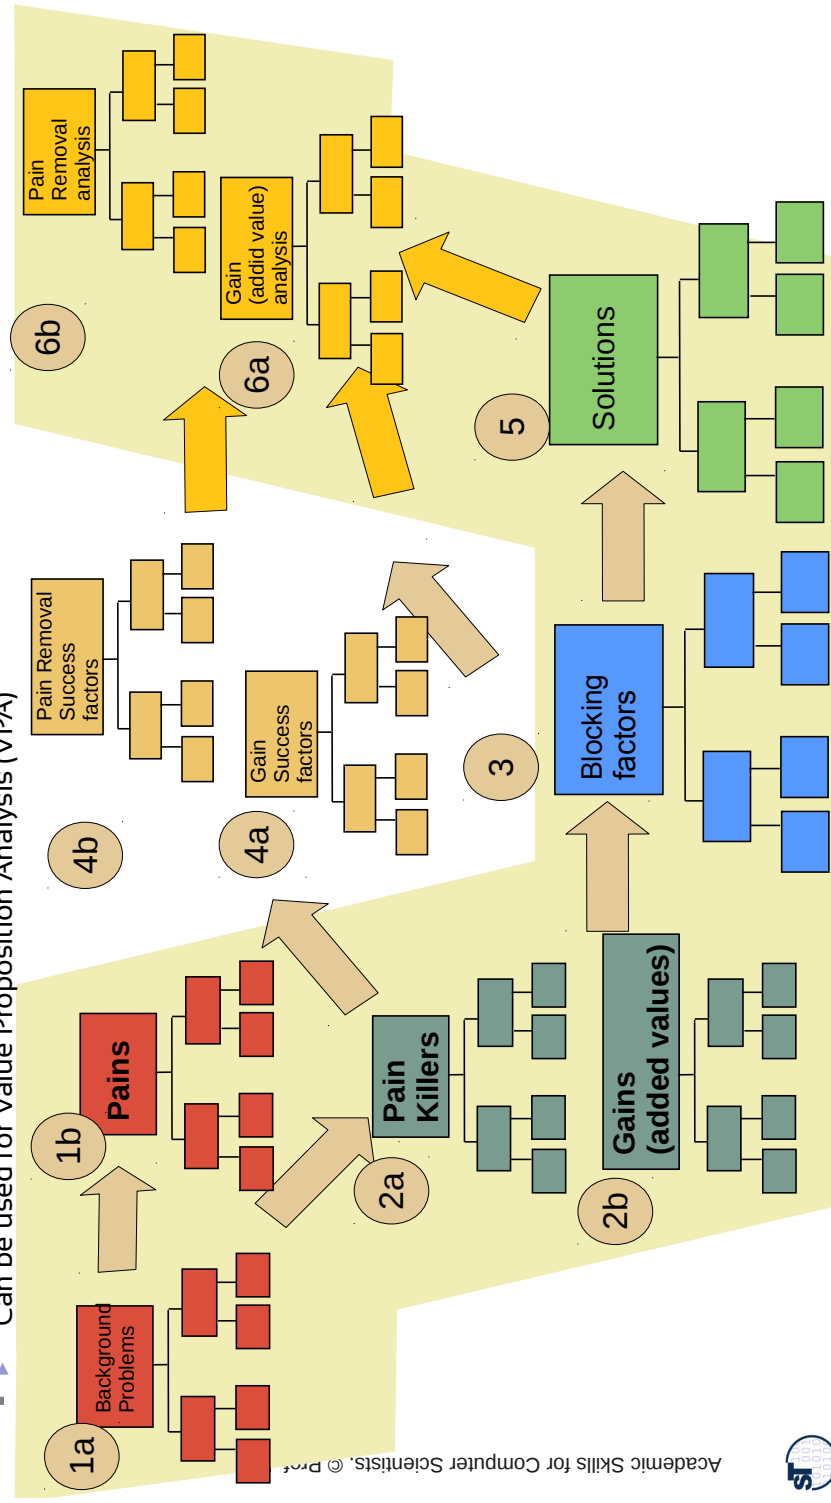 Can be used for Value Proposition Analysis (VPA)
1a
Background
Problems
1b
Pains
2a
Pain
Killers
2b
Gains
(added values)
3
Blocking
factors
4a
Gain
Success
factors
4b
Pain Removal
Success
factors
5
Solutions
6a
Gain
(addid value)
analysis
6b
Pain
Removal
analysis
Academic Skills for Computer Scientists. © Prof.
ST